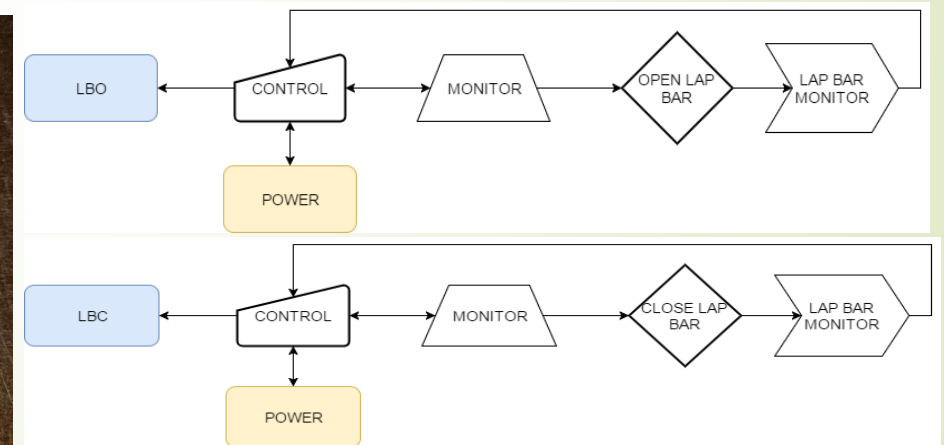 LBO
CONTROL
MONITOR
OPEN LAP
BAR
LAP BAR
MONITOR
POWER
LBC
CONTROL
MONITOR
CLOSE LAP
BAR
LAP BAR
MONITOR
POWER